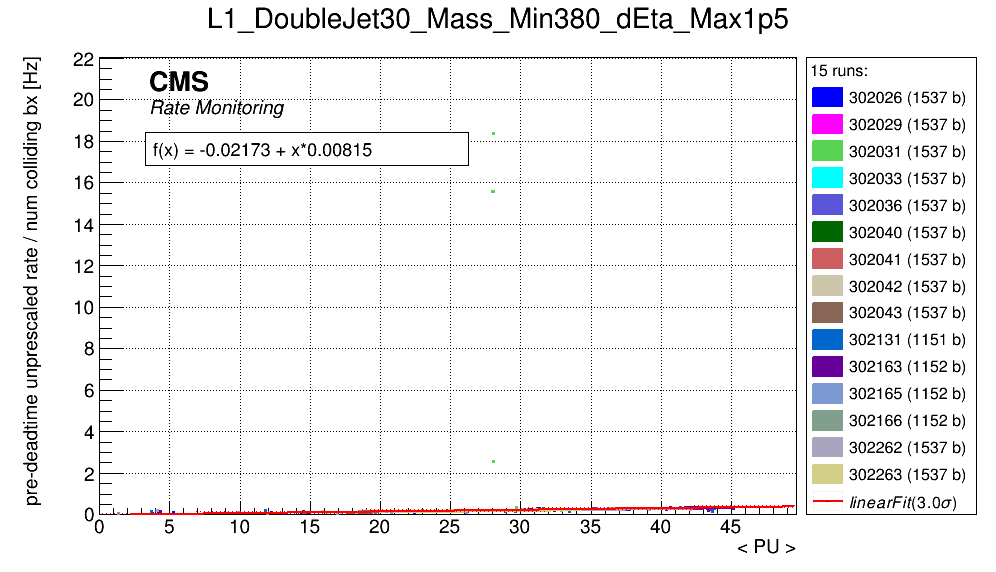 L1_DoubleJet30_Mass_Min380_dEta_Max1p5
pre-deadtime unprescaled rate / num colliding bx [Hz]
22
20
18
16
14
12
10
8
6
4
2
0
CMS
Rate Monitoring
f(x) = -0.02173 + x*0.00815
0 5 10 15 20 25 30 35 40 45
< PU >
15 runs:
302026 (1537 b)
302029 (1537 b)
302031 (1537 b)
302033 (1537 b)
302036 (1537 b)
302040 (1537 b)
302041 (1537 b)
302042 (1537 b)
302043 (1537 b)
302131 (1151 b)
302163 (1152 b)
302165 (1152 b)
302166 (1152 b)
302262 (1537 b)
302263 (1537 b)
linearFit(3.0σ)